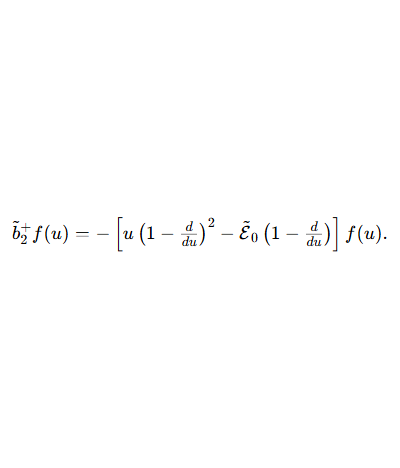 $\tilde{b}_2^+ f(u) = -\left[ u \left(1 - \frac{d}{du}\right)^2 - \tilde{\mathcal{E}}_0 \left(1 - \frac{d}{du}\right) \right] f(u).$